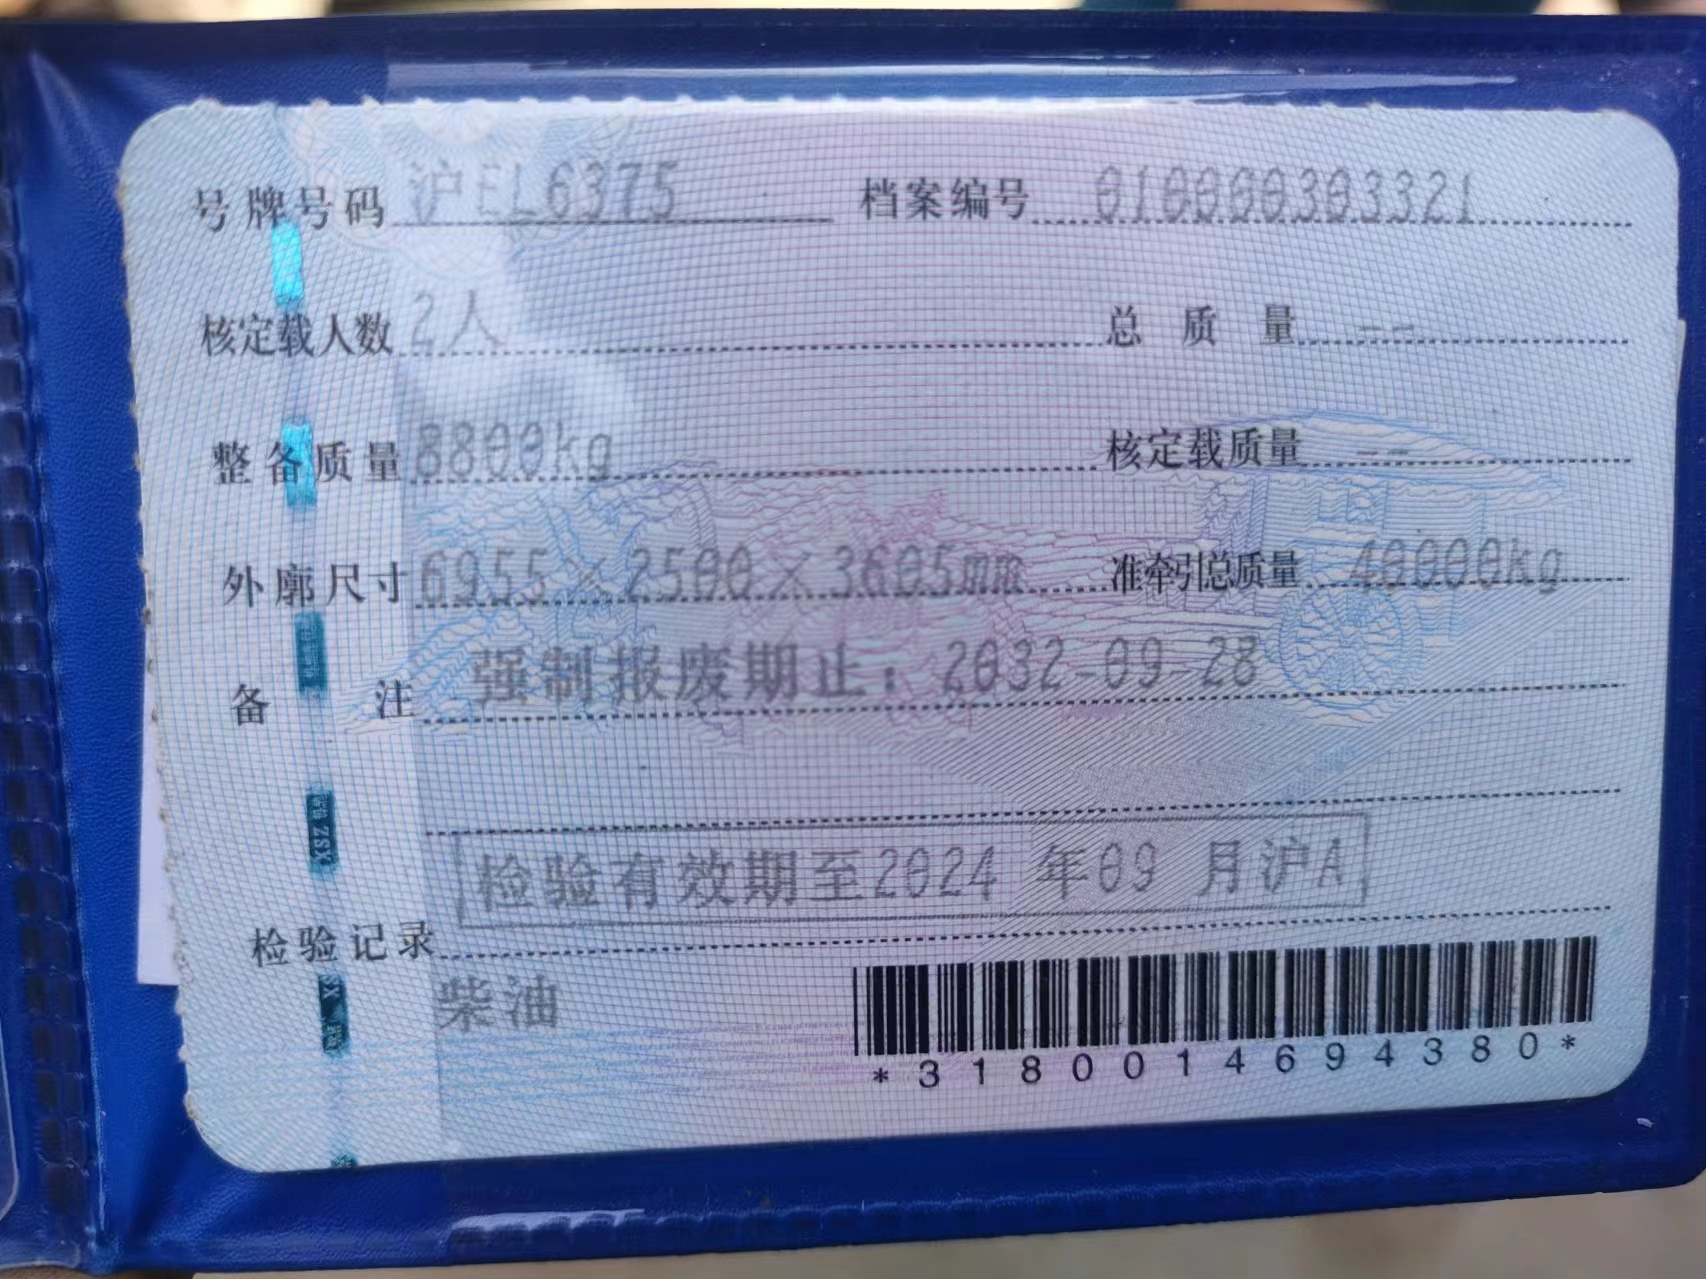 号牌号码 沪EL6375 档案编号 010000303321
核定载人数 2人 总质量 --
整备质量 8800kg 核定载质量 --
外廓尺寸 6955×2500×3605mm 准牵引总质量 40000kg
备注 强制报废期止：2032-09-28
检验有效期至2024年09月沪A
检验记录
柴油
*3180014694380*